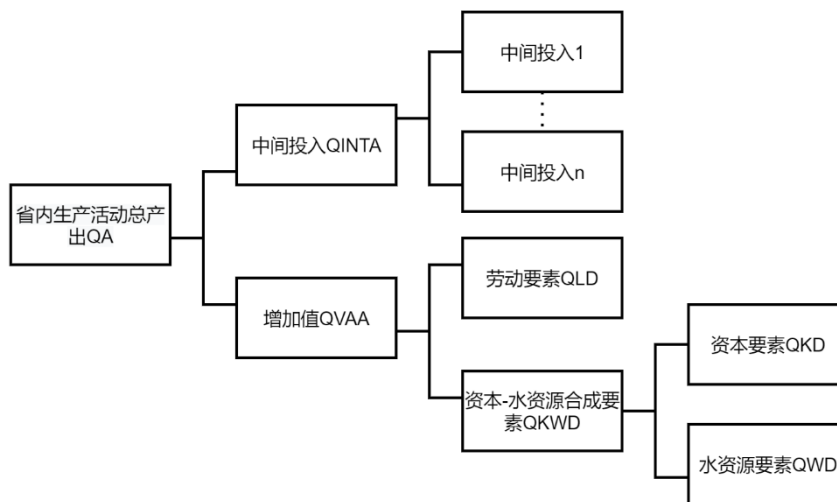 中间投入1
中间投入QINTA
中间投入n
省内生产活动总产
出QA
劳动要素QLD
增加值QVAA
资本要素QKD
资本-水资源合成要
素QKWD
水资源要素QWD